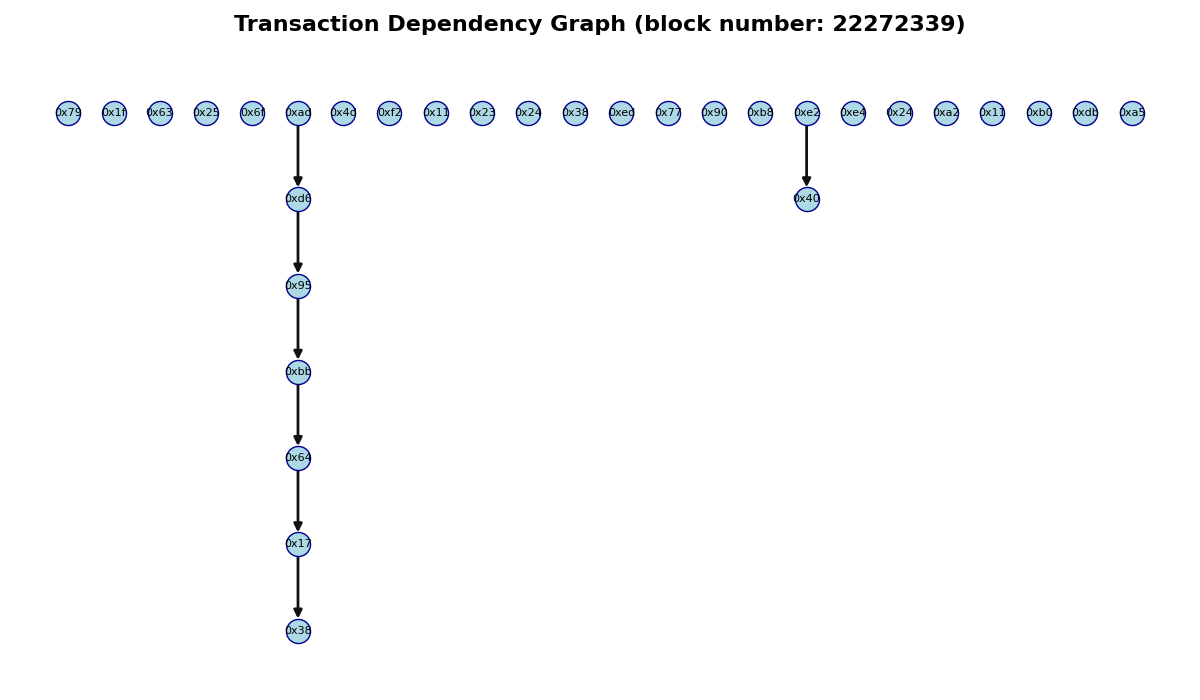 Transaction Dependency Graph (block number: 22272339)
0x79 0x1f 0x63 0x25 0x6f 0xad 0x4d 0xf2 0x11 0x23 0x24 0x38 0xed 0x77 0x90 0xb8 0xe2 0xe4 0x24 0xa2 0x11 0xb0 0xdb 0xa5
0xd6 0x40
0x95
0xbb
0x64
0x17
0x38